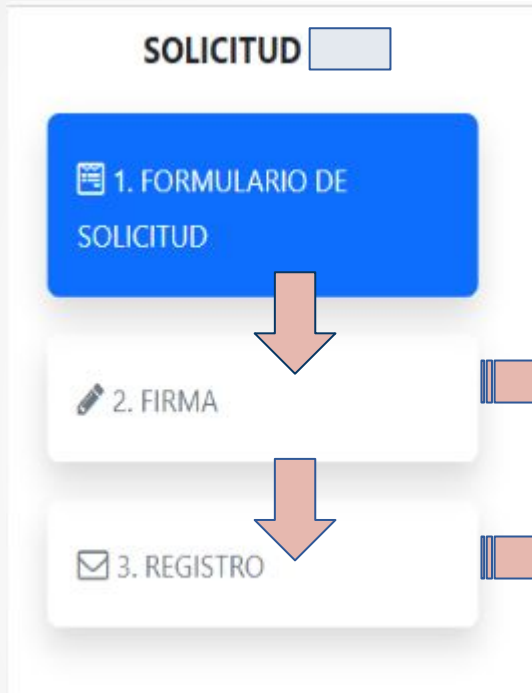 SOLICITUD
1. FORMULARIO DE
SOLICITUD
2. FIRMA
3. REGISTRO